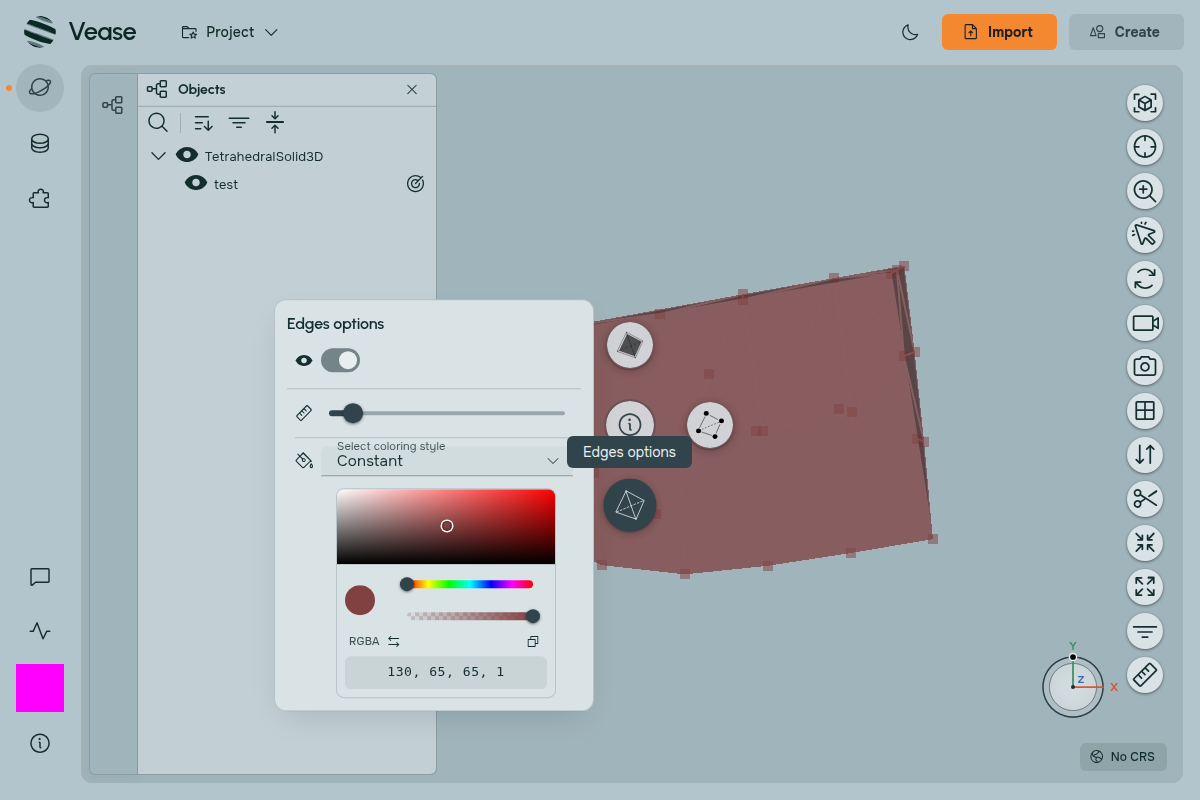 Vease
Project
Import
Create
Objects
TetrahedralSolid3D
test
Edges options
Select coloring style
Constant
Edges options
RGBA
130, 65, 65, 1
Y
Z
X
No CRS